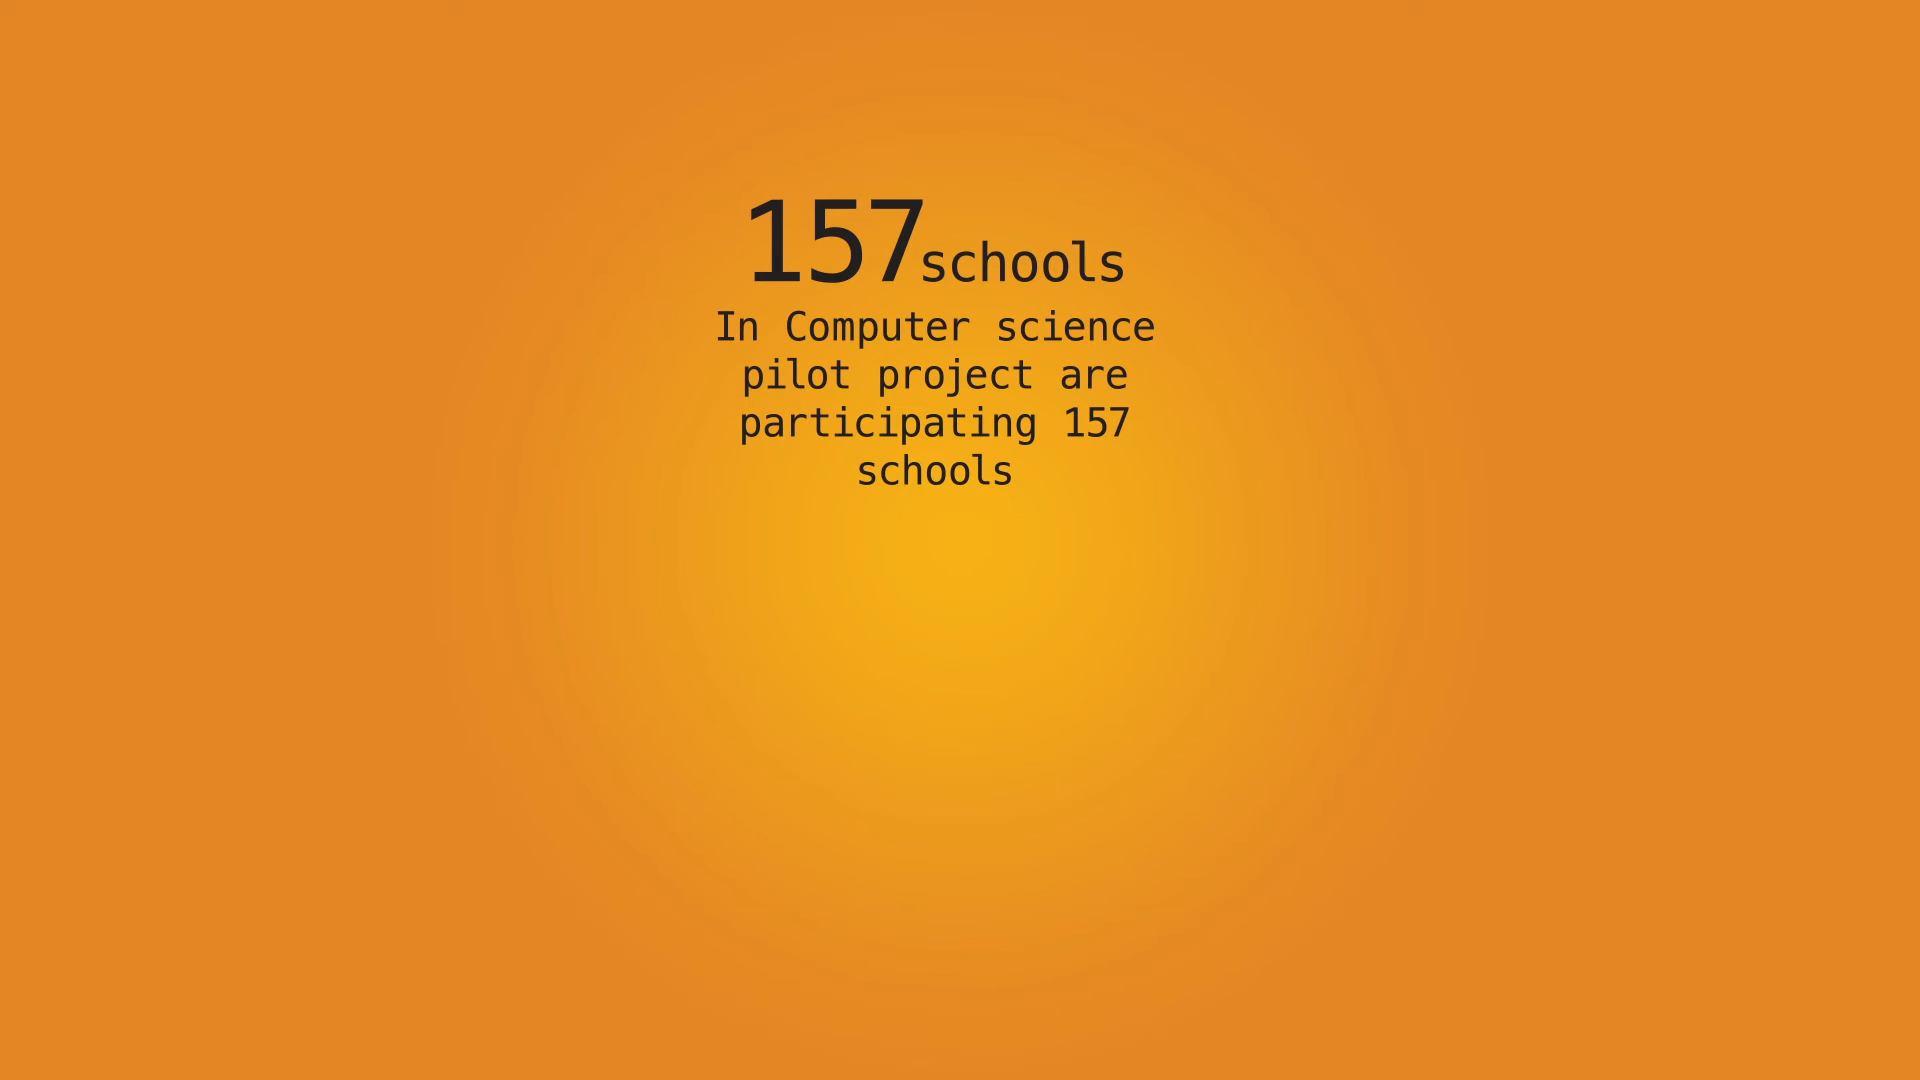 157schools
In Computer science
pilot project are
participating 157
schools